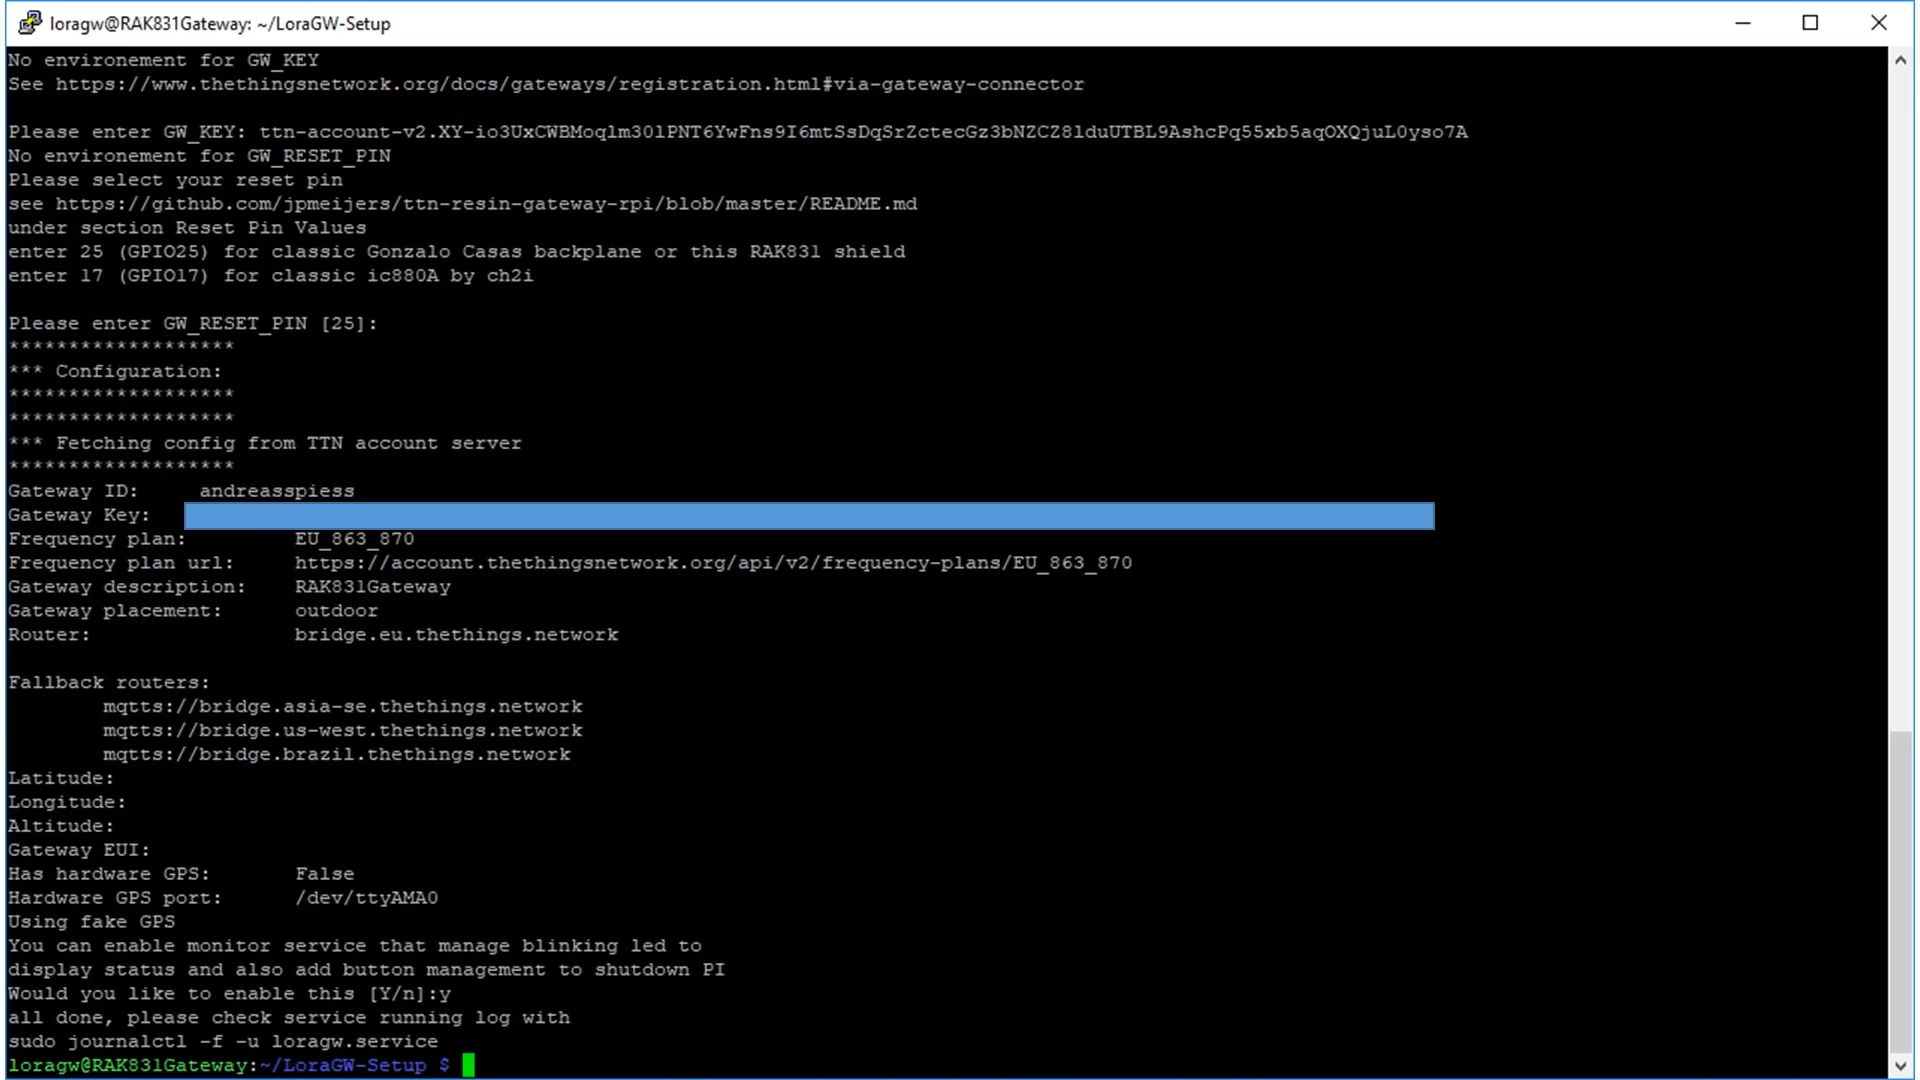 loragw@RAK831Gateway: ~/LoraGW-Setup
No environement for GW_KEY
See https://www.thethingsnetwork.org/docs/gateways/registration.html#via-gateway-connector
Please enter GW_KEY: ttn-account-v2.XY-io3UxCWBMoqlm30lPNT6YwFns9I6mtSsDqSrZctecGz3bNZCZ8lduUTBL9AshcPq55xb5aqOXQjuL0yso7A
No environement for GW_RESET_PIN
Please select your reset pin
see https://github.com/jpmeijers/ttn-resin-gateway-rpi/blob/master/README.md
under section Reset Pin Values
enter 25 (GPIO25) for classic Gonzalo Casas backplane or this RAK831 shield
enter 17 (GPIO17) for classic ic880A by ch2i
Please enter GW_RESET_PIN [25]:
*******************
*** Configuration:
*******************
*******************
*** Fetching config from TTN account server
*******************
Gateway ID: andreasspiess
Gateway Key:
Frequency plan: EU_863_870
Frequency plan url: https://account.thethingsnetwork.org/api/v2/frequency-plans/EU_863_870
Gateway description: RAK831Gateway
Gateway placement: outdoor
Router: bridge.eu.thethings.network
Fallback routers:
mqtts://bridge.asia-se.thethings.network
mqtts://bridge.us-west.thethings.network
mqtts://bridge.brazil.thethings.network
Latitude:
Longitude:
Altitude:
Gateway EUI:
Has hardware GPS: False
Hardware GPS port: /dev/ttyAMA0
Using fake GPS
You can enable monitor service that manage blinking led to
display status and also add button management to shutdown PI
Would you like to enable this [Y/n]:y
all done, please check service running log with
sudo journalctl -f -u loragw.service
loragw@RAK831Gateway:~/LoraGW-Setup $